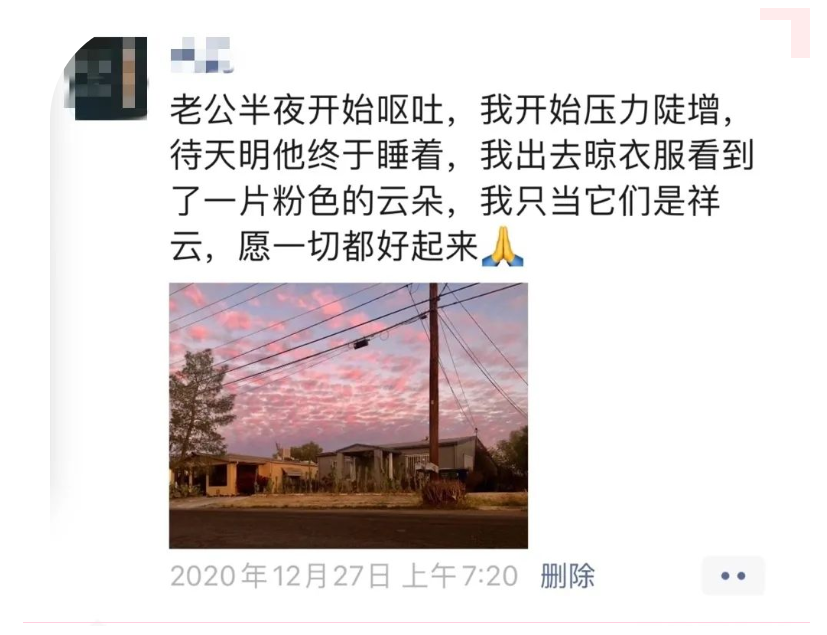 老公半夜开始呕吐，我开始压力陡增，
待天明他终于睡着，我出去晾衣服看到
了一片粉色的云朵，我只当它们是祥
云，愿一切都好起来🙏
2020年12月27日 上午7:20 删除